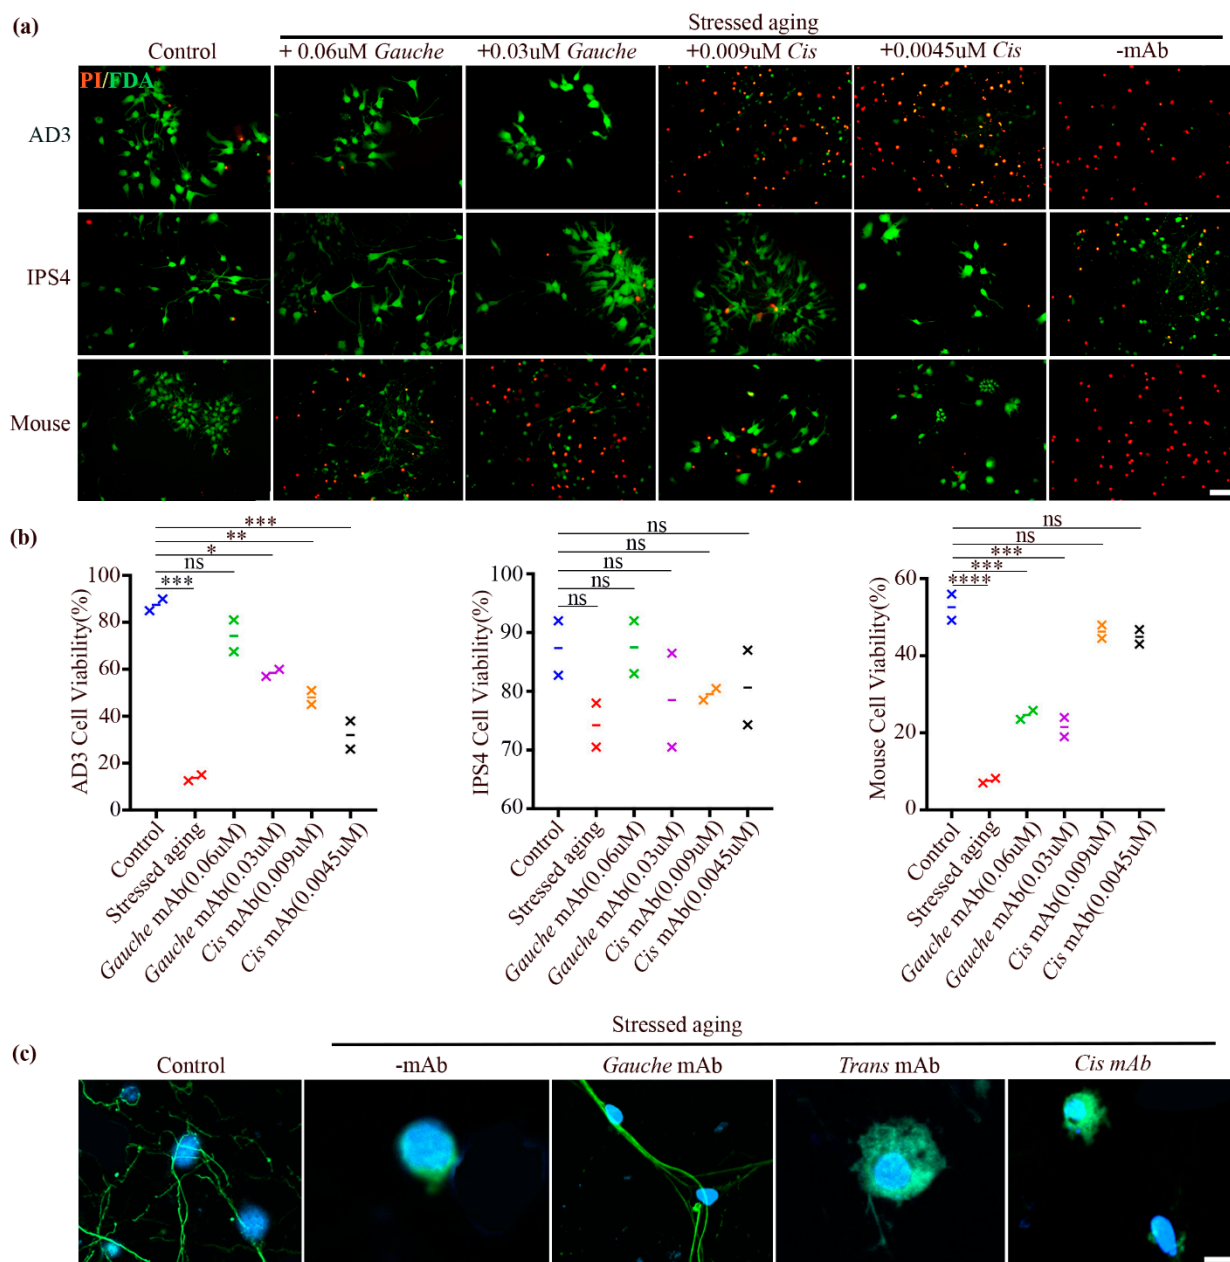 (a)
Stressed aging
Control + 0.06uM Gauche +0.03uM Gauche +0.009uM Cis +0.0045uM Cis -mAb
PI/FDA
AD3
IPS4
Mouse
(b)
*** 
**
*
ns
***
100
80
60
40
20
0
AD3 Cell Viability(%)
Control
Stressed aging
Gauche mAb(0.06uM)
Gauche mAb(0.03uM)
Cis mAb(0.009uM)
Cis mAb(0.0045uM)
ns
ns
ns
ns
ns
100
90
80
70
60
IPS4 Cell Viability(%)
Control
Stressed aging
Gauche mAb(0.06uM)
Gauche mAb(0.03uM)
Cis mAb(0.009uM)
Cis mAb(0.0045uM)
ns
ns
***
***
****
60
40
20
0
Mouse Cell Viability(%)
Control
Stressed aging
Gauche mAb(0.06uM)
Gauche mAb(0.03uM)
Cis mAb(0.009uM)
Cis mAb(0.0045uM)
Stressed aging
(c)
Control -mAb Gauche mAb Trans mAb Cis mAb